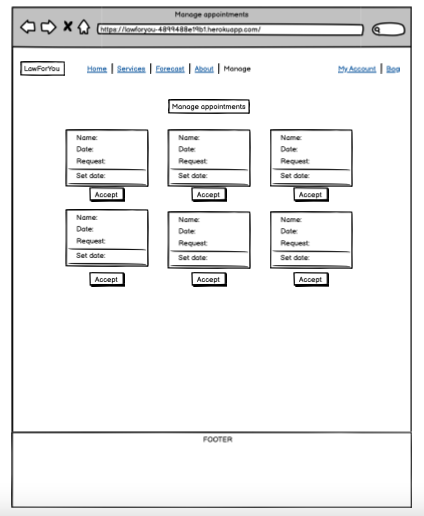 Manage appointments
https://lawforyou-4899488e19b1.herokuapp.com/
LawForYou Home Services Forecast About Manage My Account Bag
Manage appointments
Name: Name: Name:
Date: Date: Date:
Request: Request: Request:
Set date: Set date: Set date:
Accept Accept Accept
Name: Name: Name:
Date: Date: Date:
Request: Request: Request:
Set date: Set date: Set date:
Accept Accept Accept
FOOTER